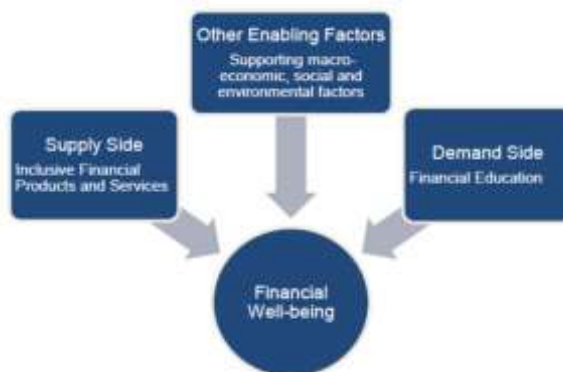 Other Enabling Factors
Supporting macro-
economic, social and
environmental factors
Supply Side
Inclusive Financial
Products and Services
Demand Side
Financial Education
Financial
Well-being